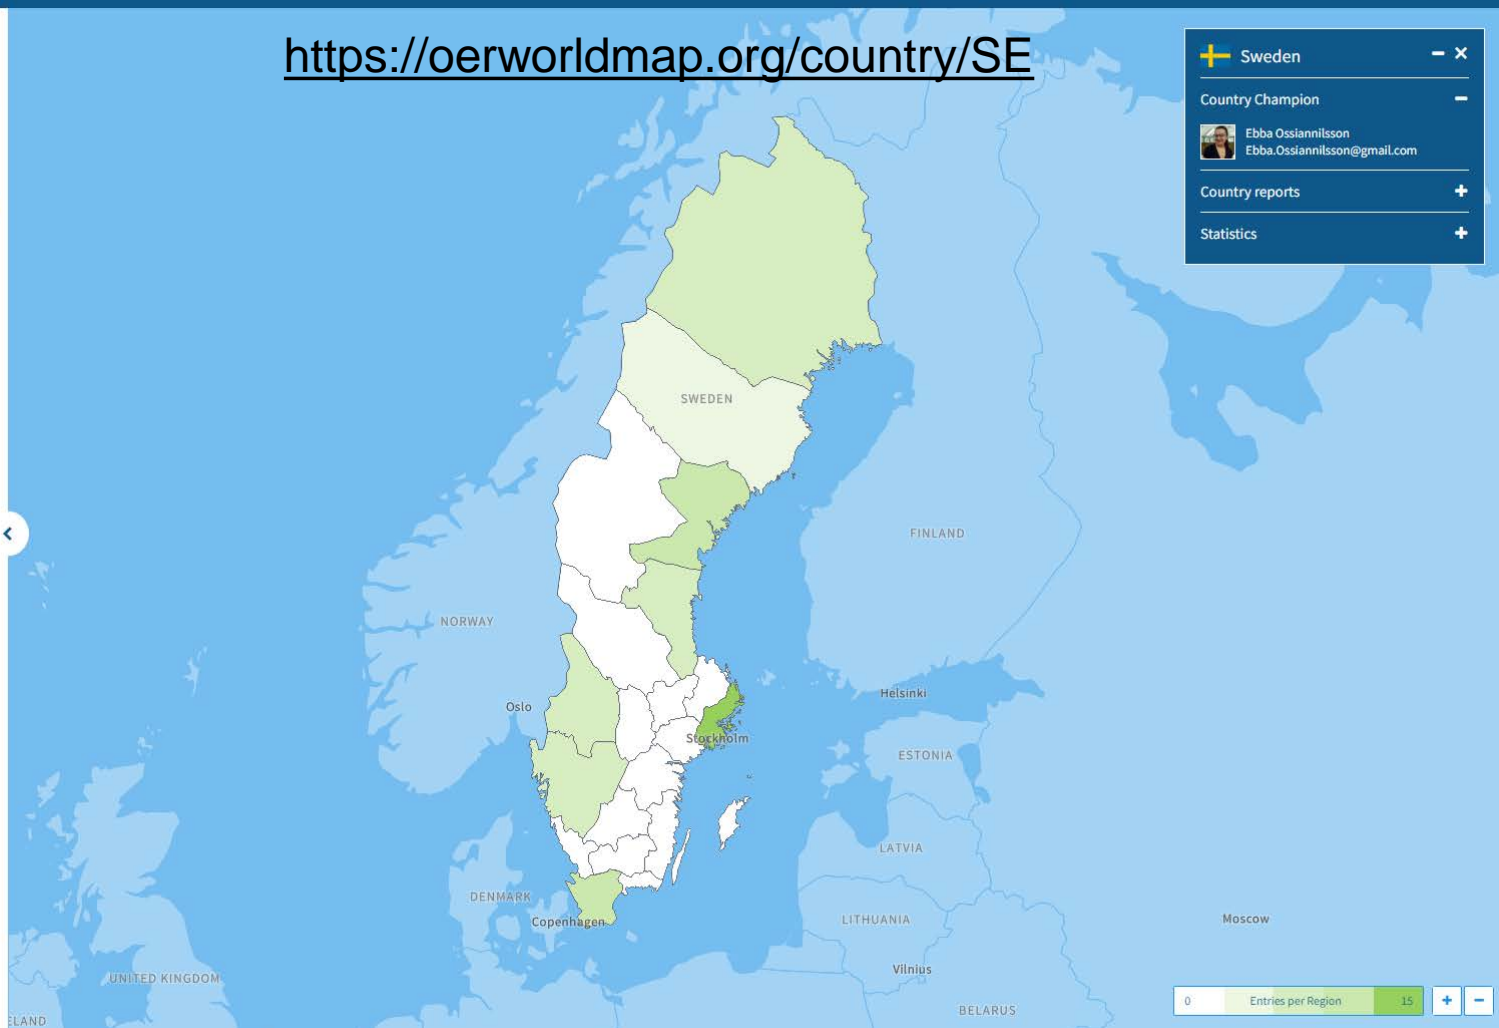 https://oerworldmap.org/country/SE
Sweden
Country Champion
Ebba Ossiannilsson
Ebba.Ossiannilsson@gmail.com
Country reports
Statistics
SWEDEN
FINLAND
NORWAY
Oslo
Helsinki
Stockholm
ESTONIA
LATVIA
DENMARK
Copenhagen
LITHUANIA
Moscow
Vilnius
UNITED KINGDOM
BELARUS
ELAND
0 Entries per Region 15